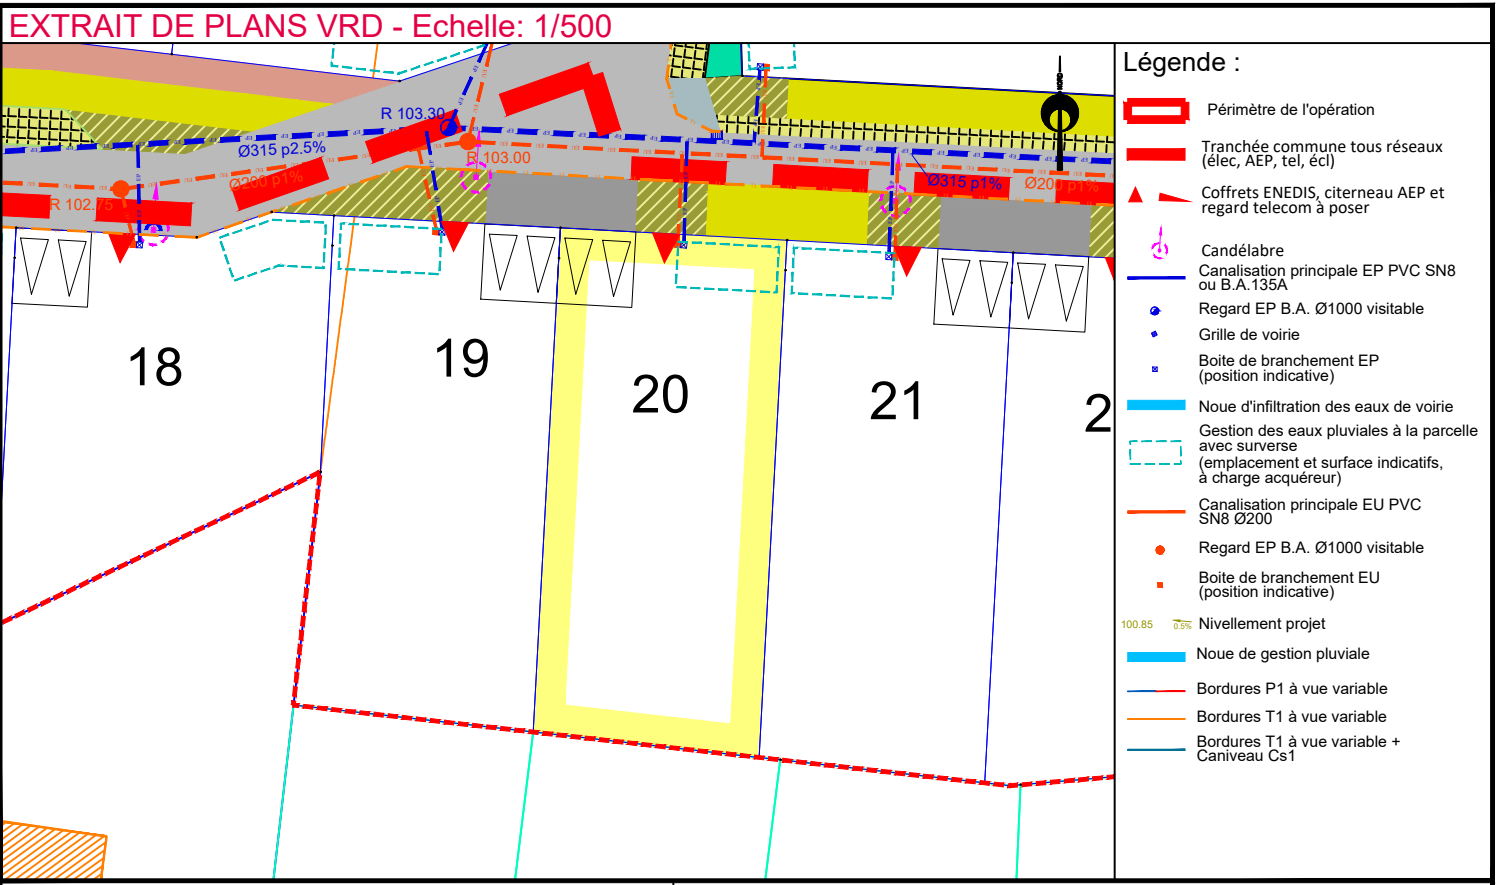 EXTRAIT DE PLANS VRD - Echelle: 1/500
R 103.30
Ø315 p2.5%
R 103.00
Ø200 p1%
R 102.75
Ø315 p1%
Ø200 p1%
18
19
20
21
2
NORD
Légende :
Périmètre de l'opération
Tranchée commune tous réseaux
(élec, AEP, tel, écl)
Coffrets ENEDIS, citerneau AEP et
regard telecom à poser
Candélabre
Canalisation principale EP PVC SN8
ou B.A.135A
Regard EP B.A. Ø1000 visitable
Grille de voirie
Boite de branchement EP
(position indicative)
Noue d'infiltration des eaux de voirie
Gestion des eaux pluviales à la parcelle
avec surverse
(emplacement et surface indicatifs,
à charge acquéreur)
Canalisation principale EU PVC
SN8 Ø200
Regard EP B.A. Ø1000 visitable
Boite de branchement EU
(position indicative)
100.85 0.5% Nivellement projet
Noue de gestion pluviale
Bordures P1 à vue variable
Bordures T1 à vue variable
Bordures T1 à vue variable +
Caniveau Cs1